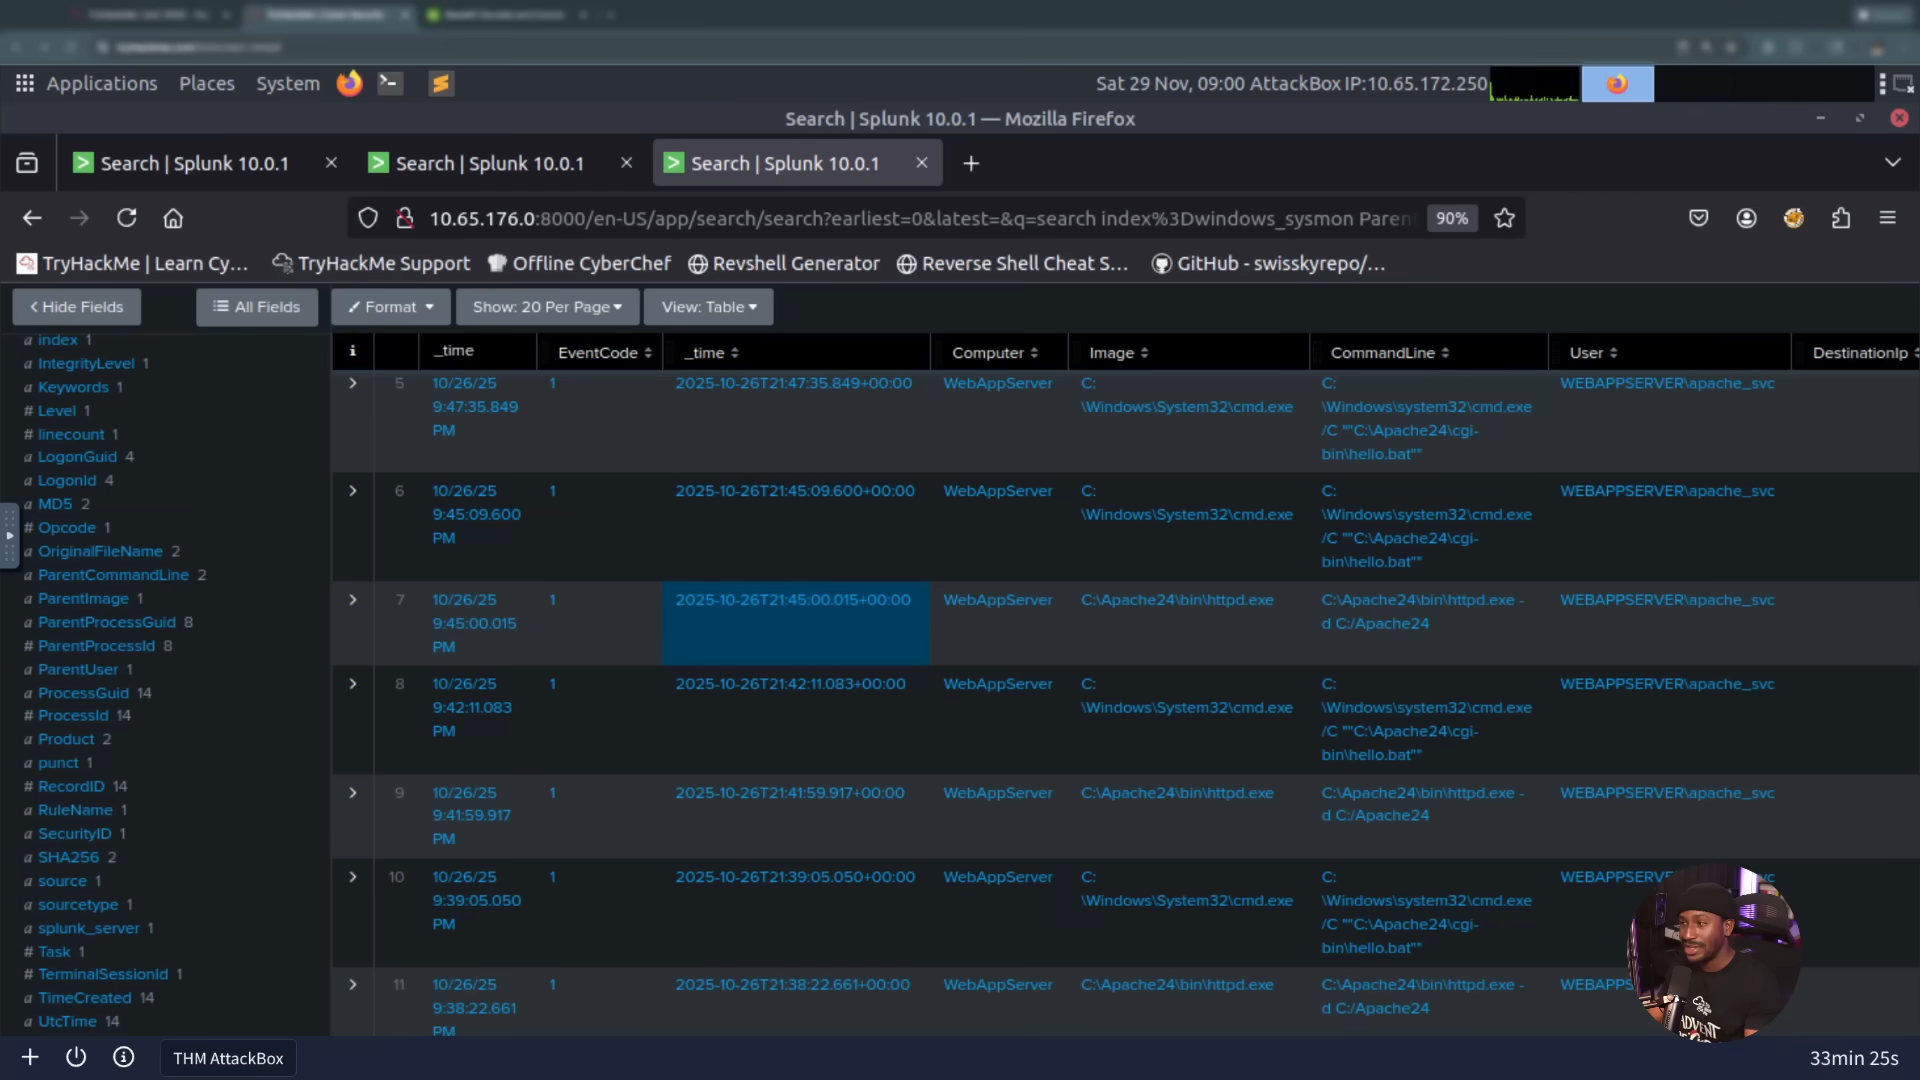 Applications Places System
Sat 29 Nov, 09:00 AttackBox IP:10.65.172.250
Search | Splunk 10.0.1 — Mozilla Firefox
Search | Splunk 10.0.1
Search | Splunk 10.0.1
Search | Splunk 10.0.1
10.65.176.0:8000/en-US/app/search/search?earliest=0&latest=&q=search index%3Dwindows_sysmon Paren
90%
TryHackMe | Learn Cy...
TryHackMe Support
Offline CyberChef
Revshell Generator
Reverse Shell Cheat S...
GitHub - swisskyrepo/...
Hide Fields
All Fields
Format
Show: 20 Per Page
View: Table
a index 1
a IntegrityLevel 1
a Keywords 1
# Level 1
# linecount 1
a LogonGuid 4
a LogonId 4
a MD5 2
# Opcode 1
a OriginalFileName 2
a ParentCommandLine 2
a ParentImage 1
a ParentProcessGuid 8
# ParentProcessId 8
a ParentUser 1
a ProcessGuid 14
# ProcessId 14
a Product 2
a punct 1
# RecordID 14
a RuleName 1
a SecurityID 1
a SHA256 2
a source 1
a sourcetype 1
a splunk_server 1
# Task 1
# TerminalSessionId 1
a TimeCreated 14
a UtcTime 14
i _time EventCode _time Computer Image CommandLine User DestinationIp
5 10/26/25 1 2025-10-26T21:47:35.849+00:00 WebAppServer C: C: WEBAPPSERVER\apache_svc
9:47:35.849 \Windows\System32\cmd.exe \Windows\system32\cmd.exe
PM /C ""C:\Apache24\cgi-
bin\hello.bat""
6 10/26/25 1 2025-10-26T21:45:09.600+00:00 WebAppServer C: C: WEBAPPSERVER\apache_svc
9:45:09.600 \Windows\System32\cmd.exe \Windows\system32\cmd.exe
PM /C ""C:\Apache24\cgi-
bin\hello.bat""
7 10/26/25 1 2025-10-26T21:45:00.015+00:00 WebAppServer C:\Apache24\bin\httpd.exe C:\Apache24\bin\httpd.exe - WEBAPPSERVER\apache_svc
9:45:00.015 d C:/Apache24
PM
8 10/26/25 1 2025-10-26T21:42:11.083+00:00 WebAppServer C: C: WEBAPPSERVER\apache_svc
9:42:11.083 \Windows\System32\cmd.exe \Windows\system32\cmd.exe
PM /C ""C:\Apache24\cgi-
bin\hello.bat""
9 10/26/25 1 2025-10-26T21:41:59.917+00:00 WebAppServer C:\Apache24\bin\httpd.exe C:\Apache24\bin\httpd.exe - WEBAPPSERVER\apache_svc
9:41:59.917 d C:/Apache24
PM
10 10/26/25 1 2025-10-26T21:39:05.050+00:00 WebAppServer C: C:
9:39:05.050 \Windows\System32\cmd.exe \Windows\system32\cmd.exe
PM /C ""C:\Apache24\cgi-
bin\hello.bat""
11 10/26/25 1 2025-10-26T21:38:22.661+00:00 WebAppServer C:\Apache24\bin\httpd.exe C:\Apache24\bin\httpd.exe -
9:38:22.661 d C:/Apache24
PM
ADVENT
THM AttackBox
33min 25s